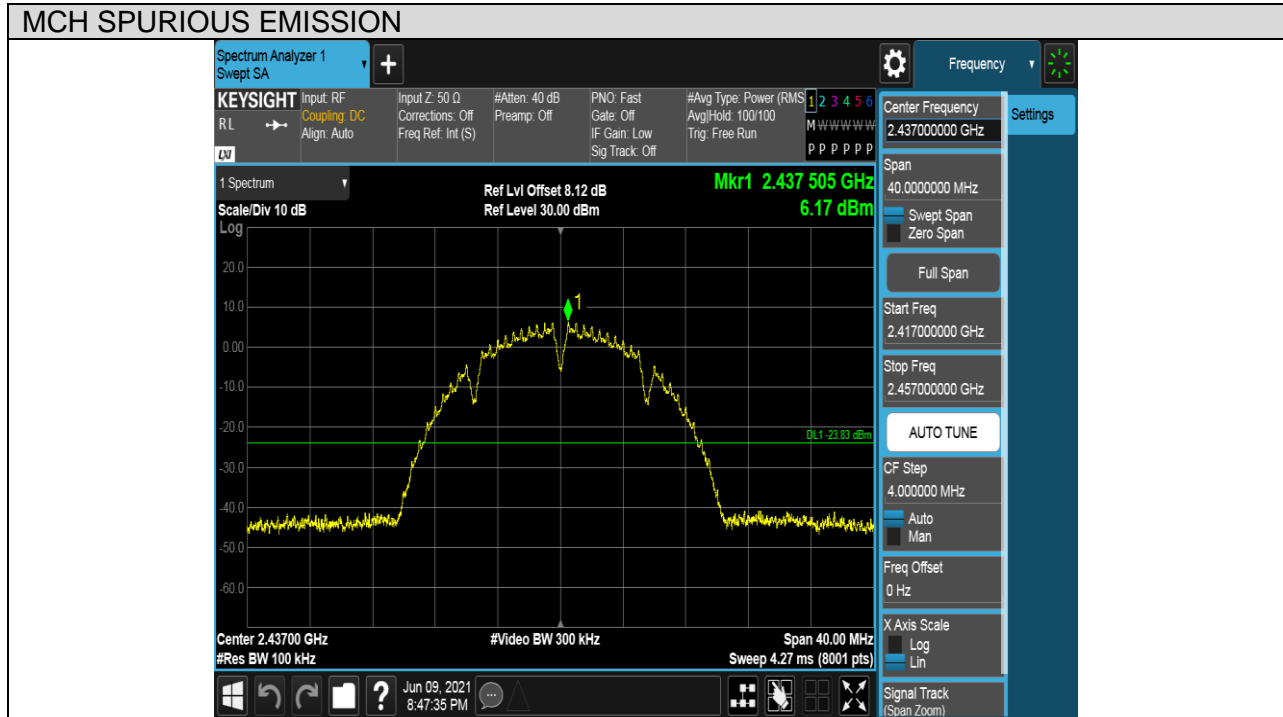 MCH SPURIOUS EMISSION
Spectrum Analyzer 1
Swept SA
Frequency
KEYSIGHT
RL
LXI
Input: RF
Coupling: DC
Align: Auto
Input Z: 50 Ω
Corrections: Off
Freq Ref: Int (S)
#Atten: 40 dB
Preamp: Off
PNO: Fast
Gate: Off
IF Gain: Low
Sig Track: Off
#Avg Type: Power (RMS
Avg|Hold: 100/100
Trig: Free Run
1 2 3 4 5 6
M W W W W W
P P P P P P
1 Spectrum
Scale/Div 10 dB
Log
Ref Lvl Offset 8.12 dB
Ref Level 30.00 dBm
Mkr1 2.437 505 GHz
6.17 dBm
20.0
10.0
0.00
-10.0
-20.0
-30.0
-40.0
-50.0
-60.0
1
DL1 -23.83 dBm
Center 2.43700 GHz
#Res BW 100 kHz
#Video BW 300 kHz
Span 40.00 MHz
Sweep 4.27 ms (8001 pts)
Jun 09, 2021
8:47:35 PM
Center Frequency
2.437000000 GHz
Settings
Span
40.0000000 MHz
Swept Span
Zero Span
Full Span
Start Freq
2.417000000 GHz
Stop Freq
2.457000000 GHz
AUTO TUNE
CF Step
4.000000 MHz
Auto
Man
Freq Offset
0 Hz
X Axis Scale
Log
Lin
Signal Track
(Span Zoom)